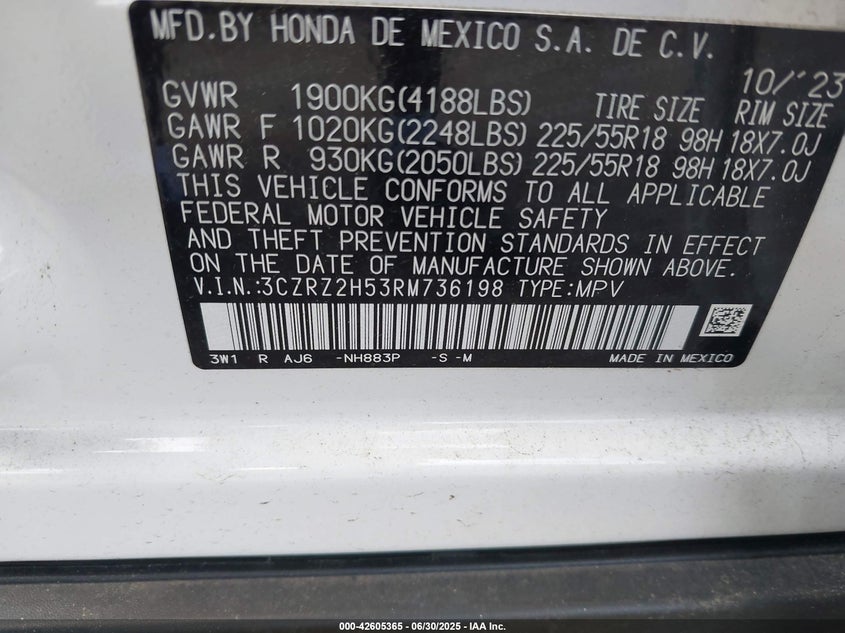 MFD.BY HONDA DE MEXICO S.A. DE C.V.
10/'23
GVWR 1900KG(4188LBS) TIRE SIZE RIM SIZE
GAWR F 1020KG(2248LBS) 225/55R18 98H 18X7.0J
GAWR R 930KG(2050LBS) 225/55R18 98H 18X7.0J
THIS VEHICLE CONFORMS TO ALL APPLICABLE
FEDERAL MOTOR VEHICLE SAFETY
AND THEFT PREVENTION STANDARDS IN EFFECT
ON THE DATE OF MANUFACTURE SHOWN ABOVE.
V.I.N.:3CZRZ2H53RM736198 TYPE:MPV
3W1 R AJ6 -NH883P -S -M MADE IN MEXICO
000-42605365 - 06/30/2025 - IAA Inc.